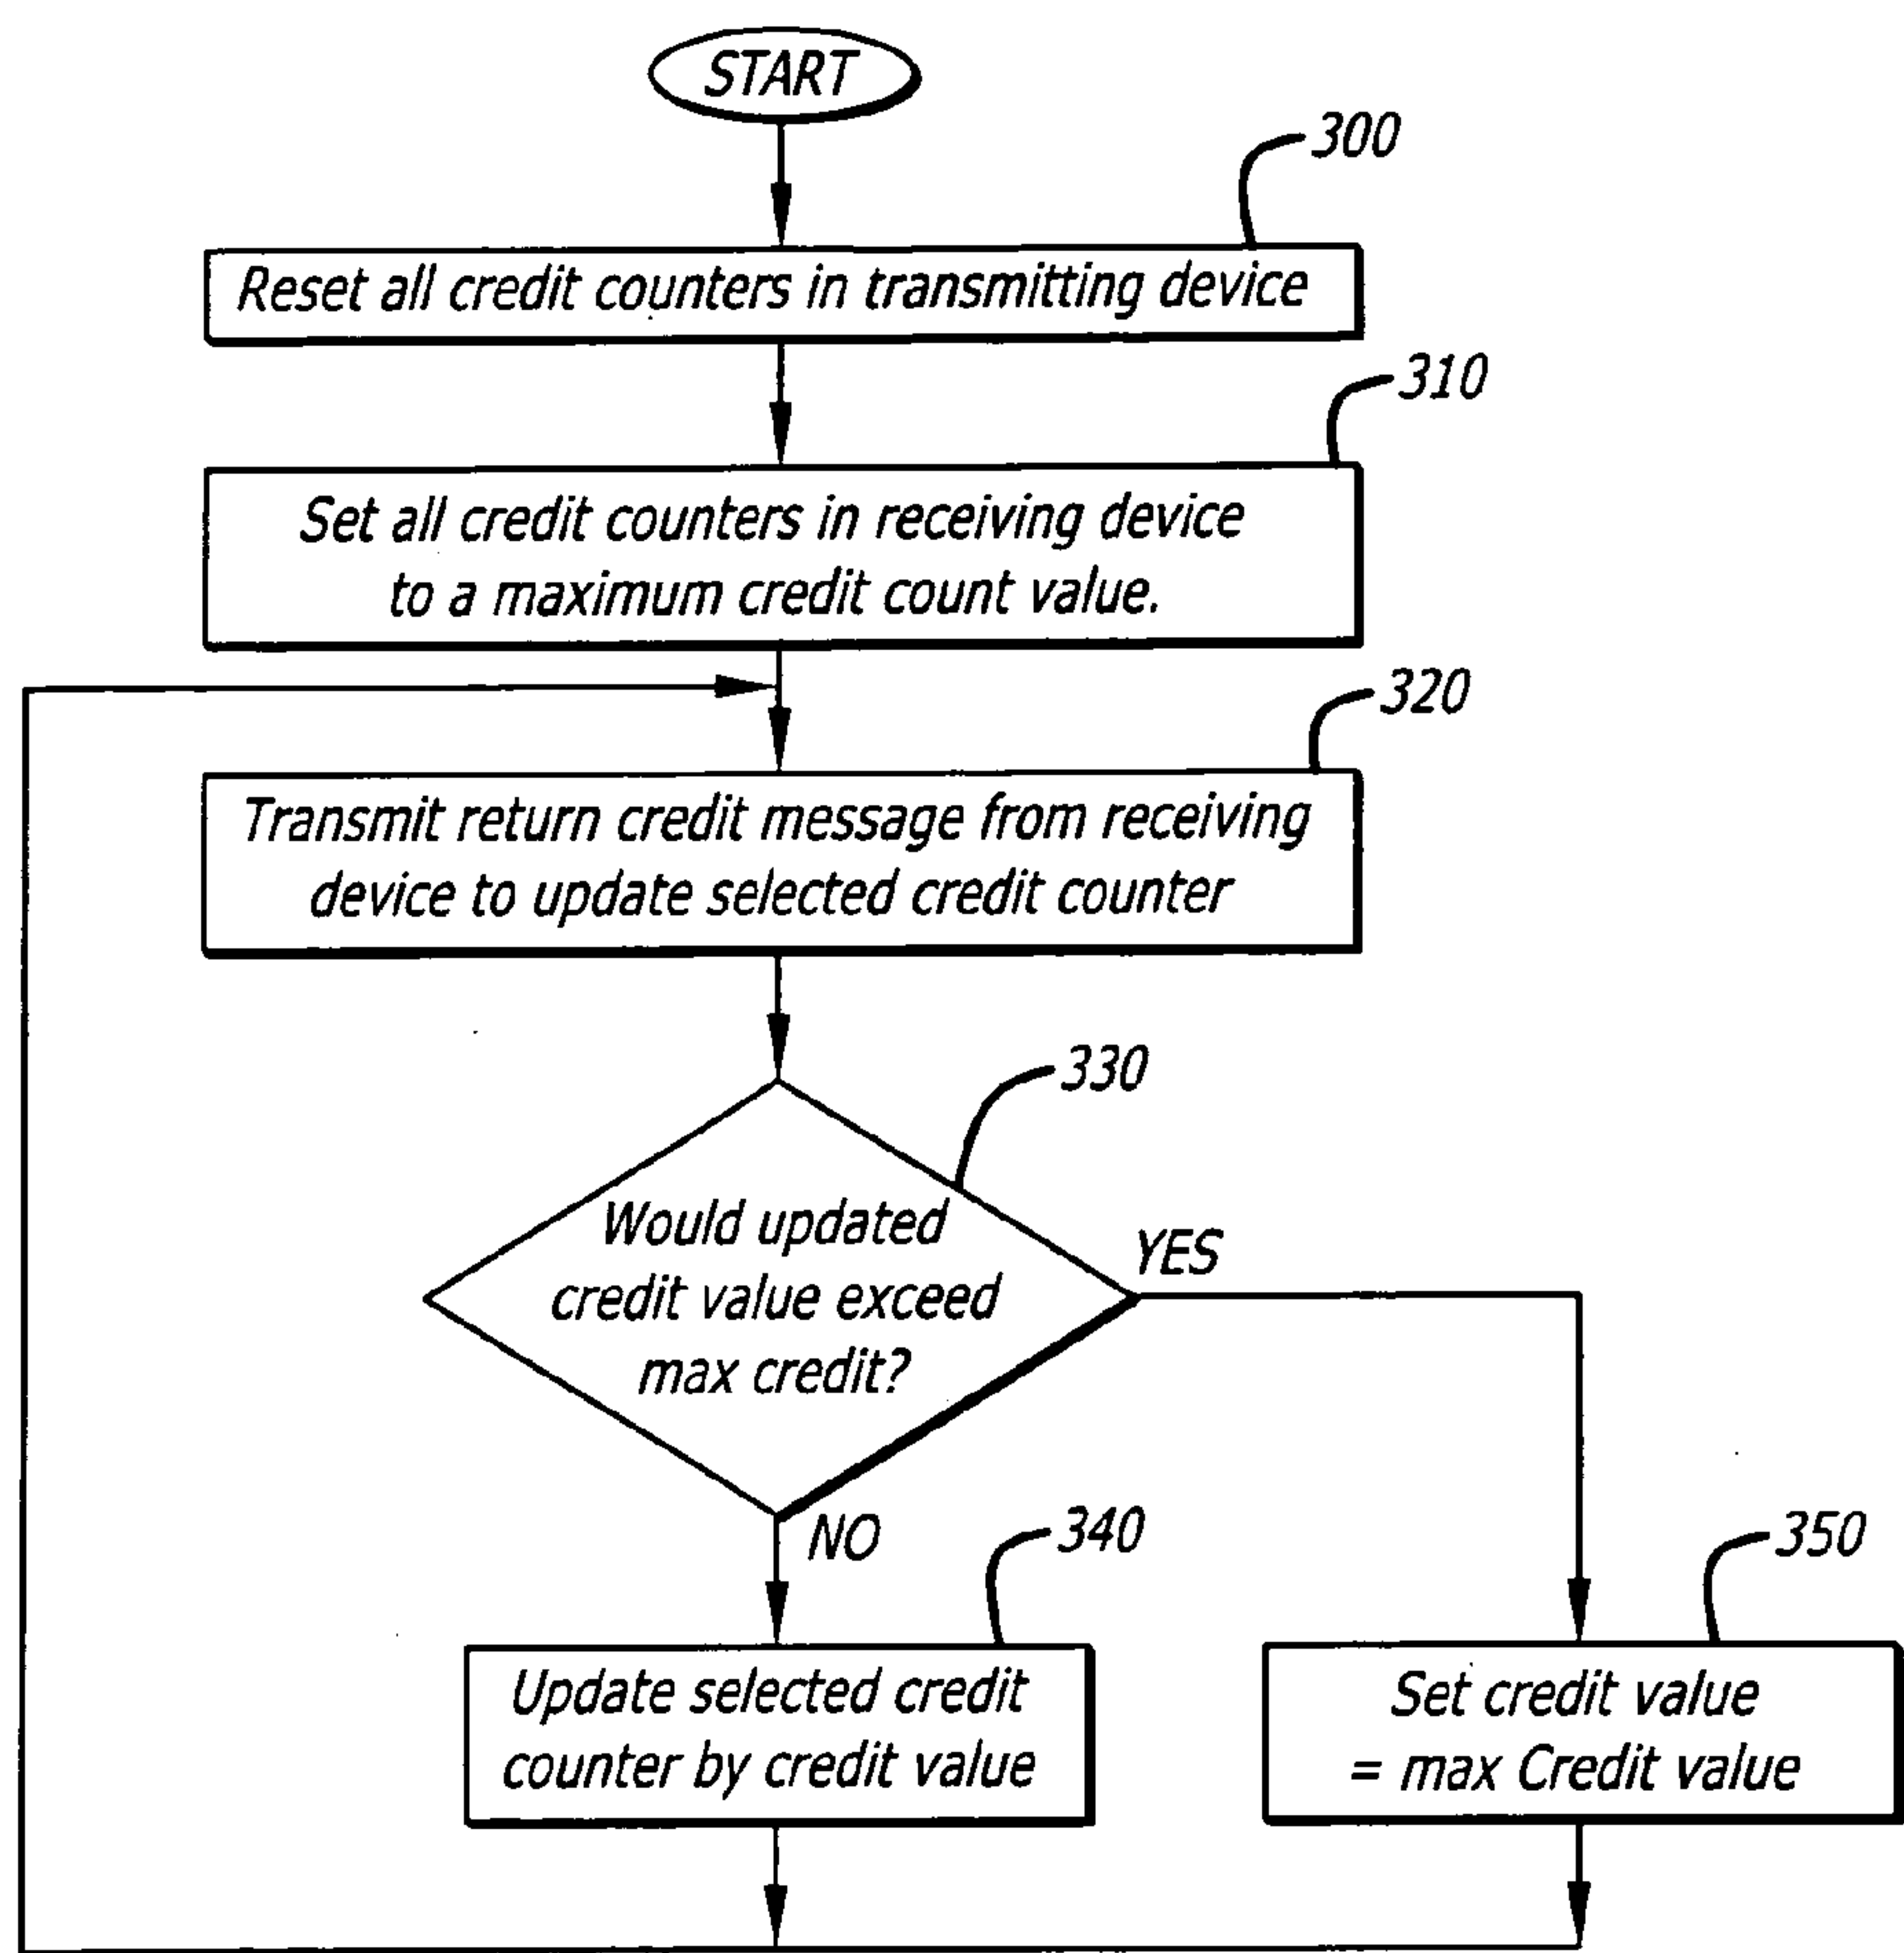 START
300
Reset all credit counters in transmitting device
310
Set all credit counters in receiving device
to a maximum credit count value.
320
Transmit return credit message from receiving
device to update selected credit counter
330
Would updated
credit value exceed
max credit?
YES
NO
340
350
Update selected credit
counter by credit value
Set credit value
= max Credit value